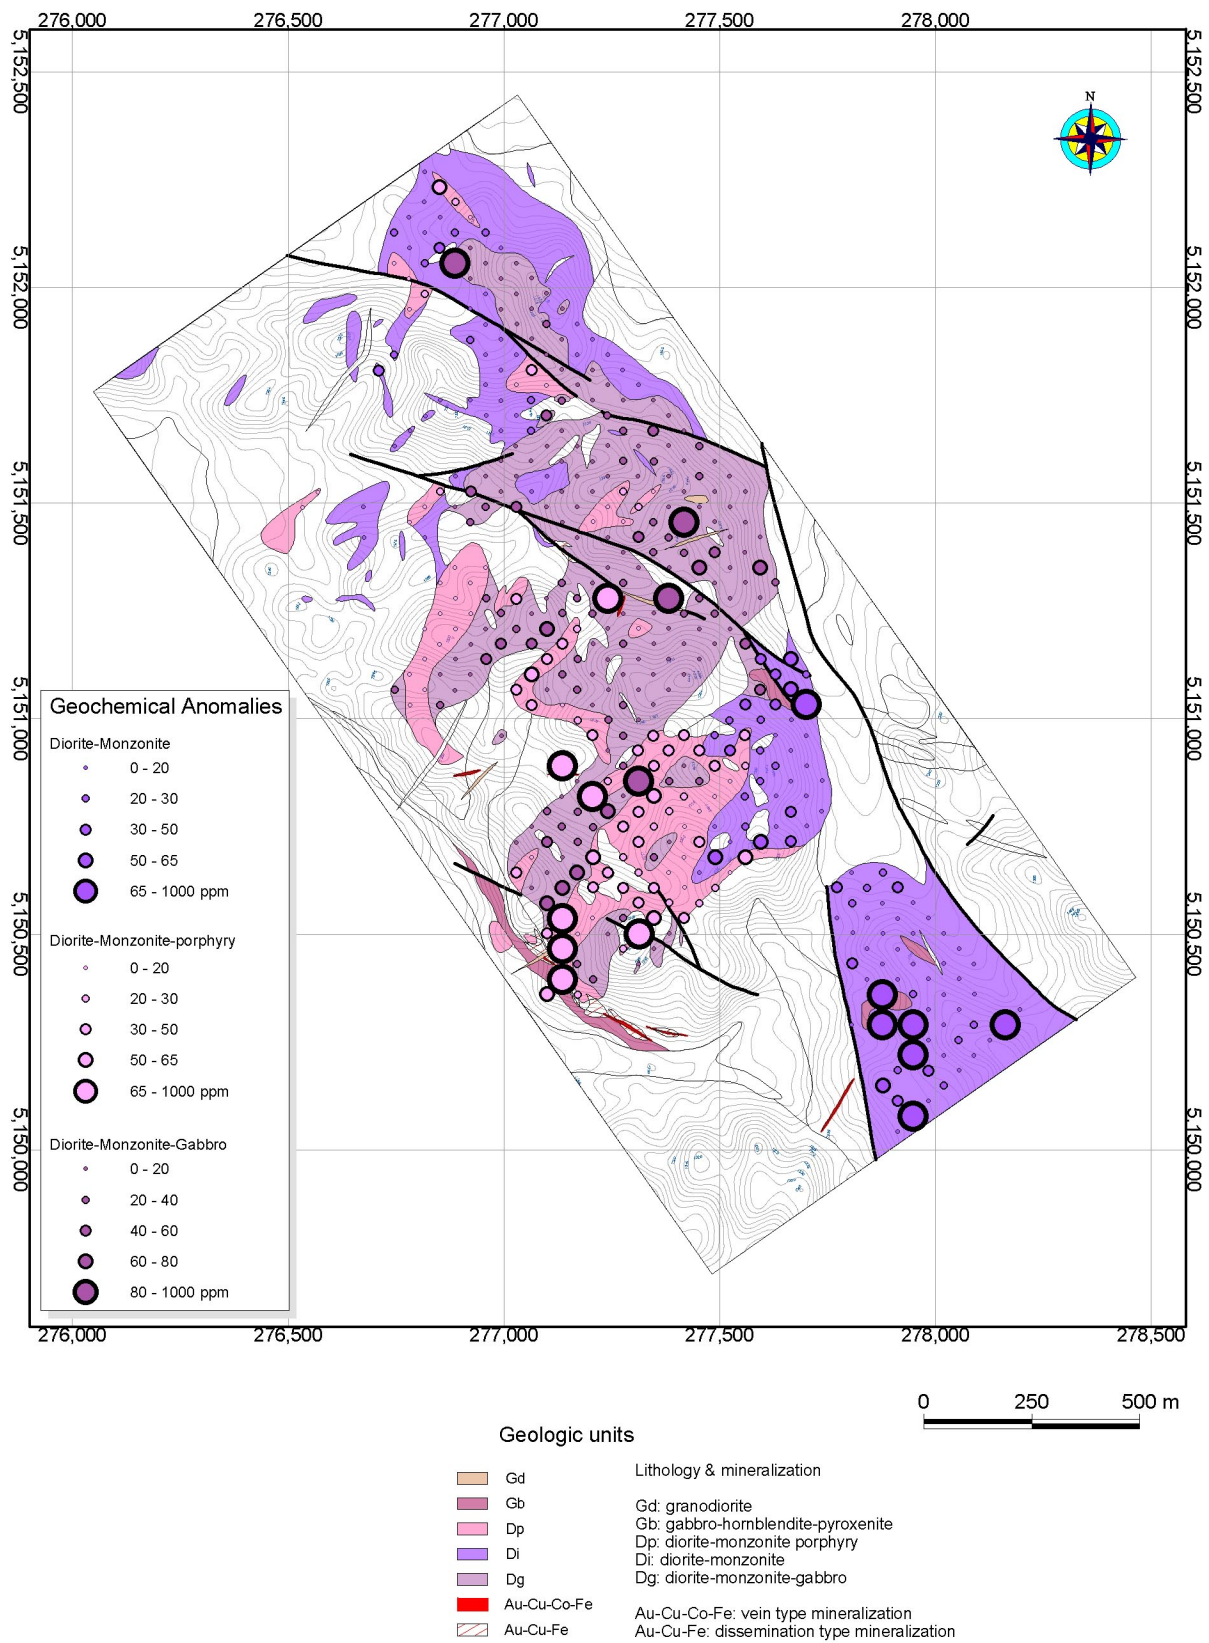 276,000 276,500 277,000 277,500 278,000
5,152,500 5,152,500
N
5,152,000 5,152,000
5,151,500 5,151,500
5,151,000 5,151,000
5,150,500 5,150,500
5,150,000 5,150,000
Geochemical Anomalies
Diorite-Monzonite
0 - 20
20 - 30
30 - 50
50 - 65
65 - 1000 ppm
Diorite-Monzonite-porphyry
0 - 20
20 - 30
30 - 50
50 - 65
65 - 1000 ppm
Diorite-Monzonite-Gabbro
0 - 20
20 - 40
40 - 60
60 - 80
80 - 1000 ppm
276,000 276,500 277,000 277,500 278,000 278,500
0 250 500 m
Geologic units
Gd
Gb
Dp
Di
Dg
Au-Cu-Co-Fe
Au-Cu-Fe
Lithology & mineralization
Gd: granodiorite
Gb: gabbro-hornblendite-pyroxenite
Dp: diorite-monzonite porphyry
Di: diorite-monzonite
Dg: diorite-monzonite-gabbro
Au-Cu-Co-Fe: vein type mineralization
Au-Cu-Fe: dissemination type mineralization